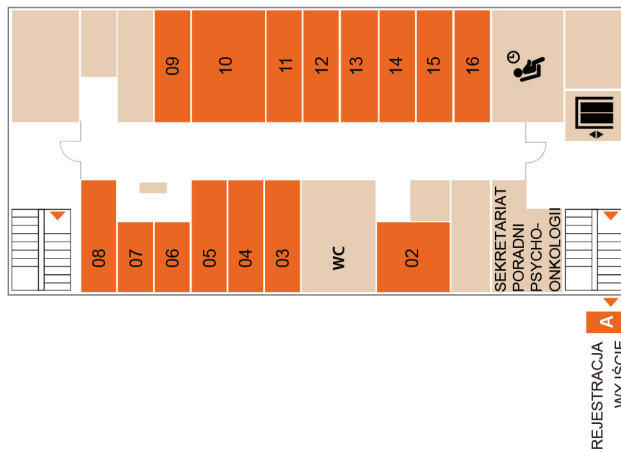 09
10
11
12
13
14
15
16
08
07
06
05
04
03
WC
02
SEKRETARIAT
PORADNI
PSYCHO-
ONKOLOGII
A
REJESTRACJA
WYJŚCIE